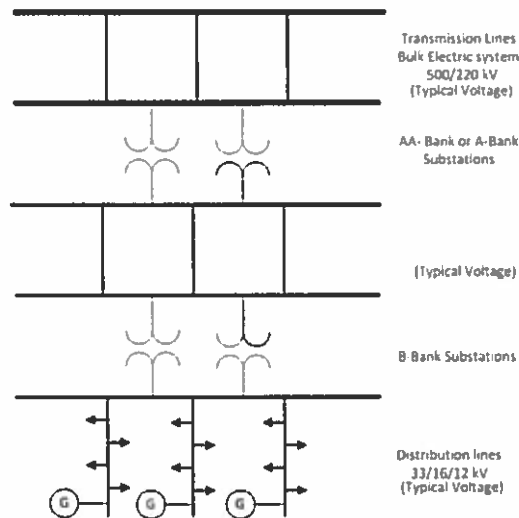 Transmission Lines
Bulk Electric system
500/220 kV
(Typical Voltage)
AA- Bank or A-Bank
Substations
(Typical Voltage)
B-Bank Substations
Distribution lines
33/16/12 kV
(Typical Voltage)
G
G
G